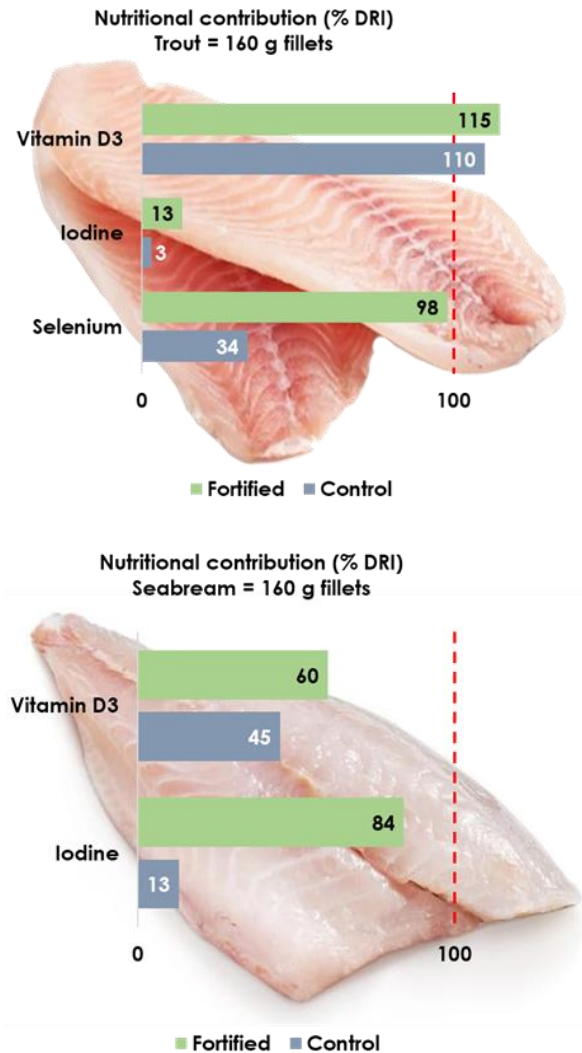 Nutritional contribution (% DRI)
Trout = 160 g fillets
Vitamin D3
115
110
Iodine
13
3
Selenium
98
34
0 100
Fortified Control
Nutritional contribution (% DRI)
Seabream = 160 g fillets
Vitamin D3
60
45
Iodine
84
13
0 100
Fortified Control